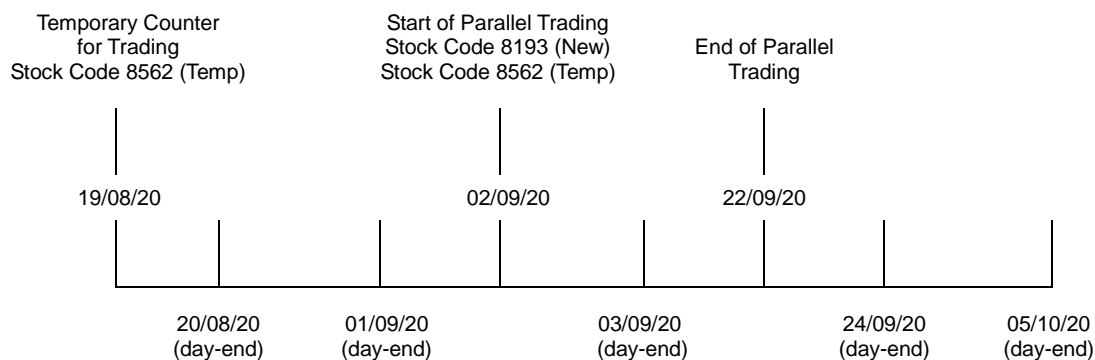 Temporary Counter
for Trading
Stock Code 8562 (Temp)
Start of Parallel Trading
Stock Code 8193 (New)
Stock Code 8562 (Temp)
End of Parallel
Trading
19/08/20
02/09/20
22/09/20
20/08/20
(day-end)
01/09/20
(day-end)
03/09/20
(day-end)
24/09/20
(day-end)
05/10/20
(day-end)